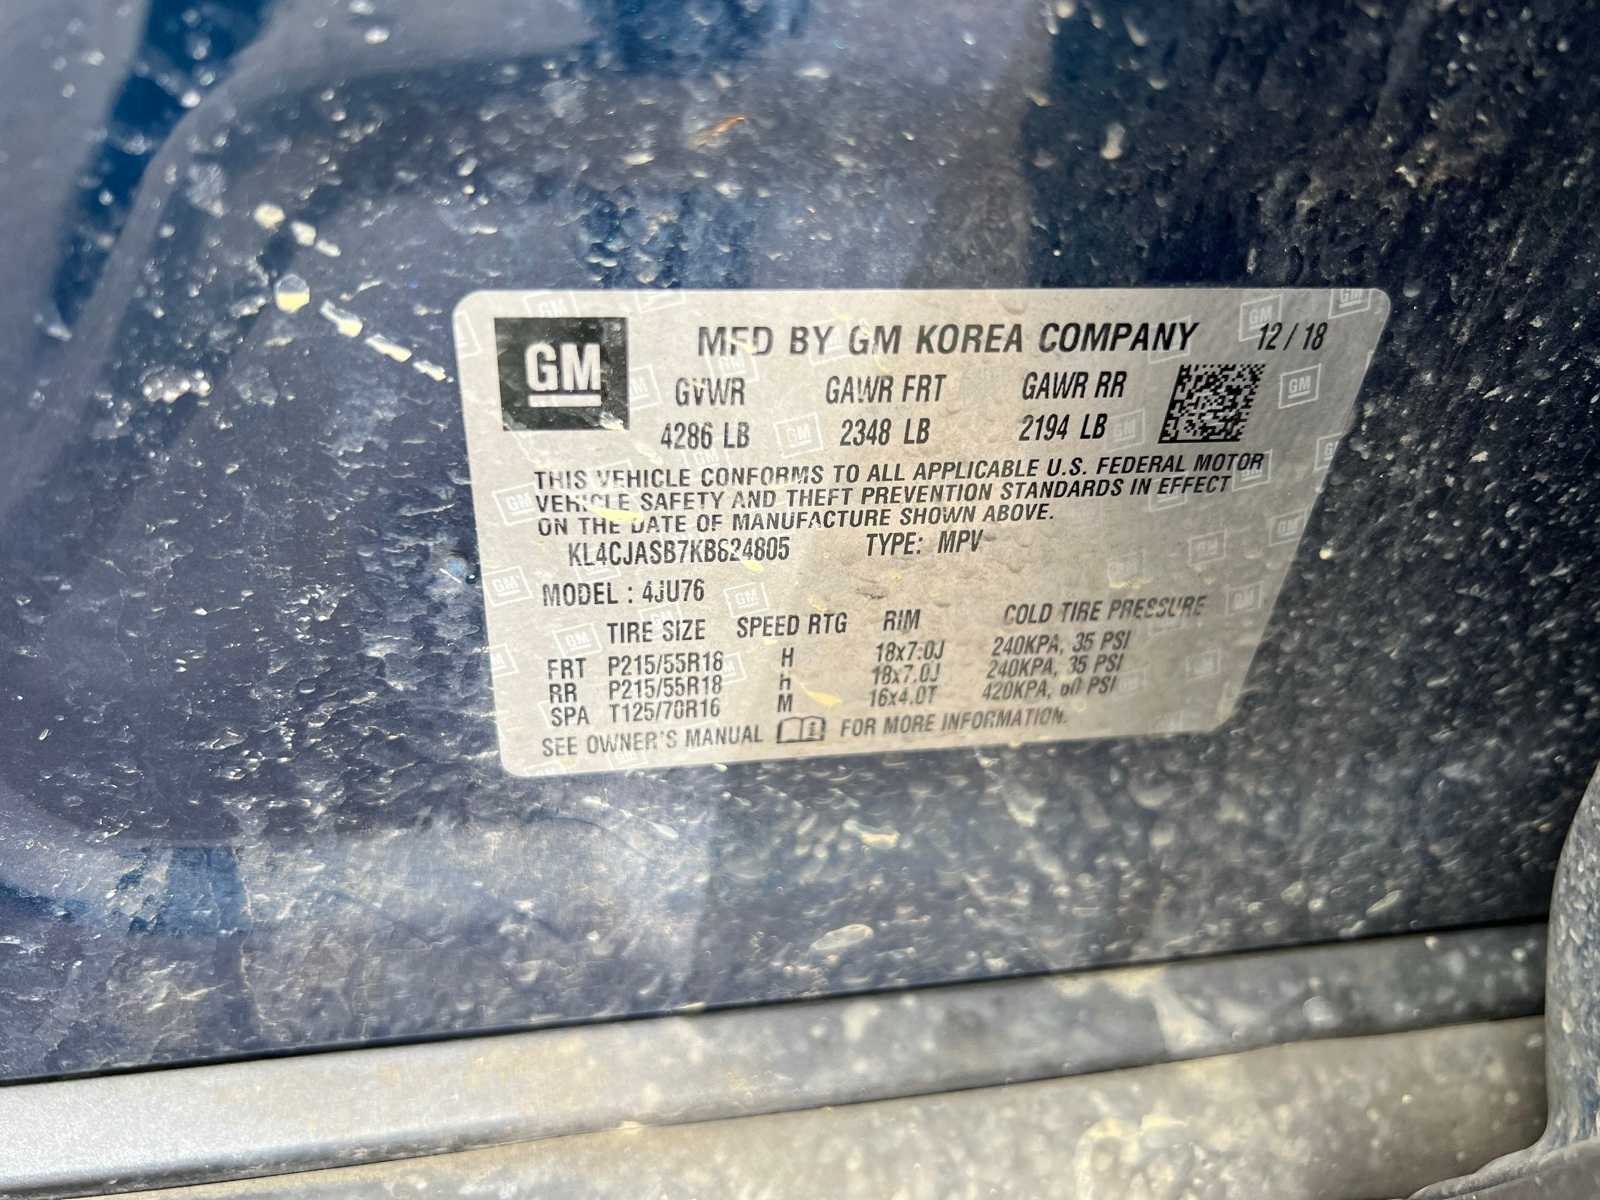 GM
MFD BY GM KOREA COMPANY 12/18
GVWR GAWR FRT GAWR RR
4286 LB 2348 LB 2194 LB
THIS VEHICLE CONFORMS TO ALL APPLICABLE U.S. FEDERAL MOTOR
VEHICLE SAFETY AND THEFT PREVENTION STANDARDS IN EFFECT
ON THE DATE OF MANUFACTURE SHOWN ABOVE.
KL4CJASB7KB624805 TYPE: MPV
MODEL : 4JU76
TIRE SIZE SPEED RTG RIM COLD TIRE PRESSURE
FRT P215/55R18 H 18x7.0J 240KPA, 35 PSI
RR P215/55R18 H 18x7.0J 240KPA, 35 PSI
SPA T125/70R16 M 16x4.0T 420KPA, 60 PSI
SEE OWNER'S MANUAL FOR MORE INFORMATION.